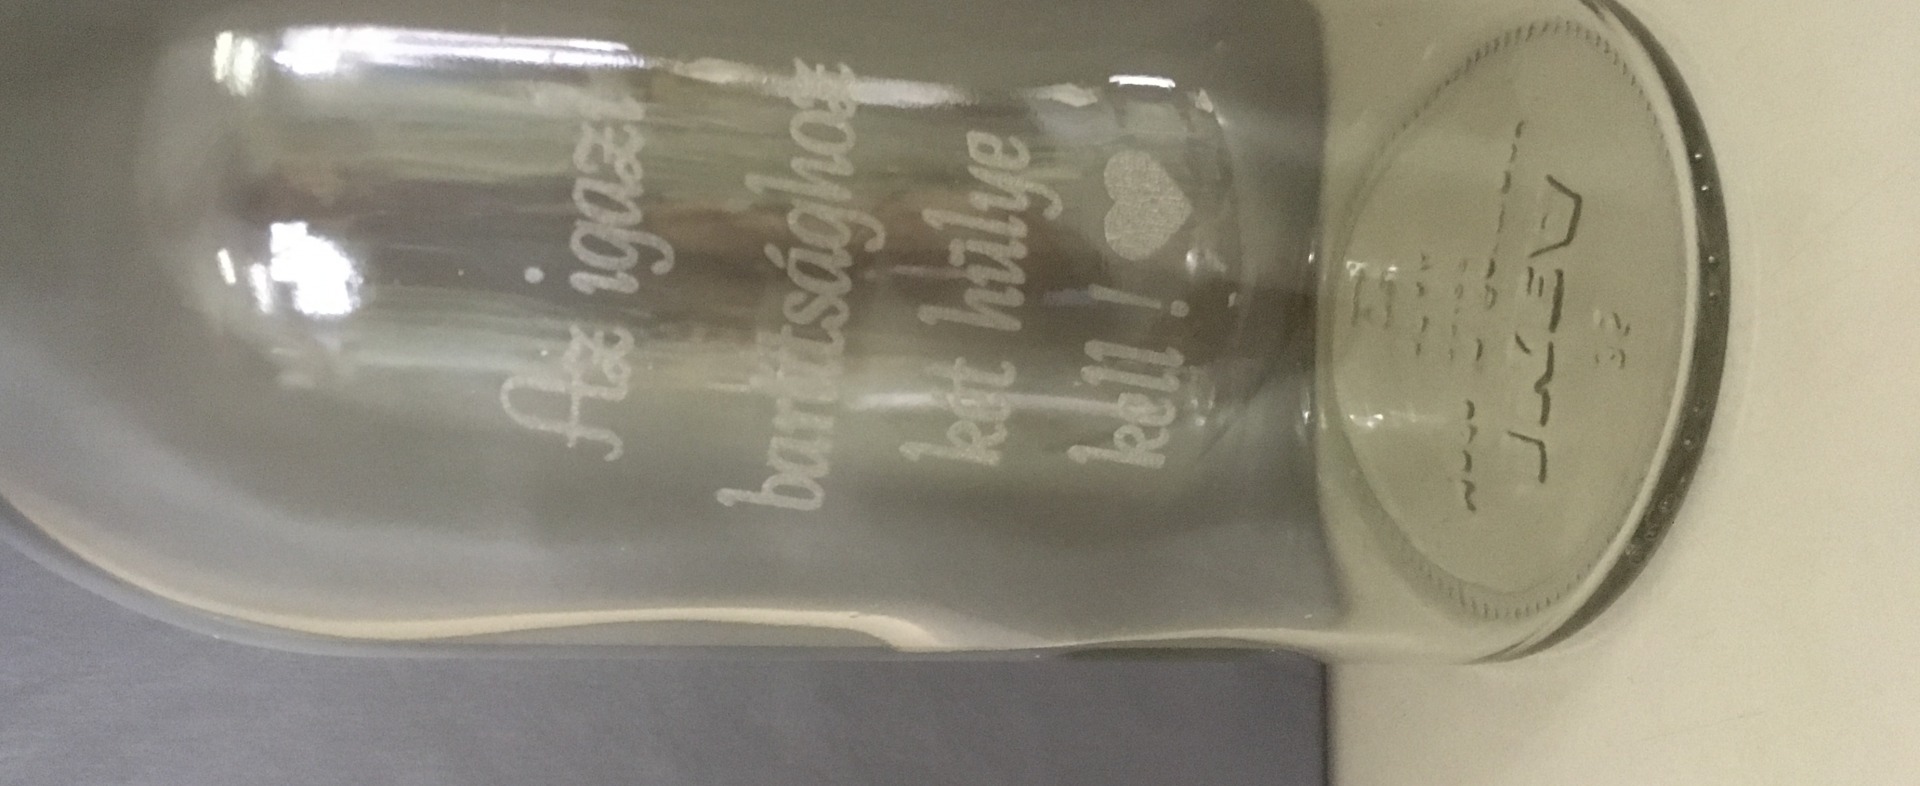 Az igazi
barátsághoz
két hülye
kell! ♥